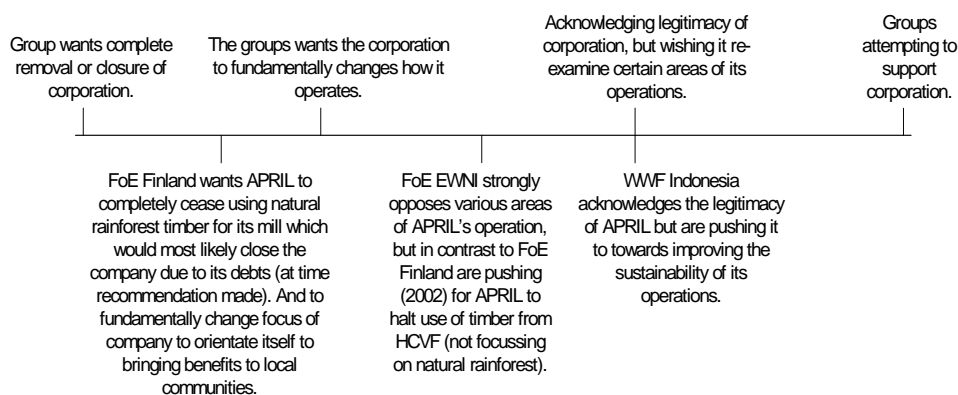 Group wants complete
removal or closure of
corporation.
The groups wants the corporation
to fundamentally changes how it
operates.
Acknowledging legitimacy of
corporation, but wishing it re-
examine certain areas of its
operations.
Groups
attempting to
support
corporation.
FoE Finland wants APRIL to
completely cease using natural
rainforest timber for its mill which
would most likely close the
company due to its debts (at time
recommendation made). And to
fundamentally change focus of
company to orientate itself to
bringing benefits to local
communities.
FoE EWNI strongly
opposes various areas
of APRIL's operation,
but in contrast to FoE
Finland are pushing
(2002) for APRIL to
halt use of timber from
HCVF (not focussing
on natural rainforest).
WWF Indonesia
acknowledges the legitimacy
of APRIL but are pushing it
to towards improving the
sustainability of its
operations.